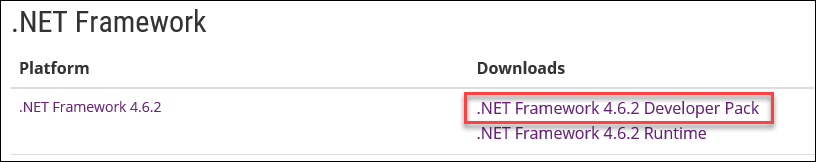 .NET Framework
Platform Downloads
.NET Framework 4.6.2 .NET Framework 4.6.2 Developer Pack
.NET Framework 4.6.2 Runtime